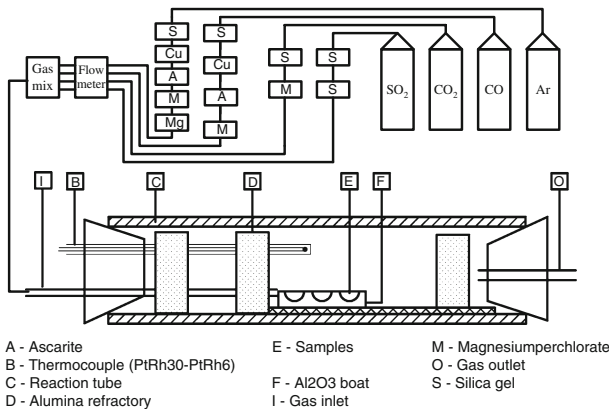 S
S
Cu
S
S
Cu
A
Gas mix
Flow meter
M
A
M
S
Mg
M
SO2
CO2
CO
Ar
I
B
C
D
E
F
O
A - Ascarite
E - Samples
M - Magnesiumperchlorate
B - Thermocouple (PtRh30-PtRh6)
O - Gas outlet
C - Reaction tube
F - Al2O3 boat
S - Silica gel
D - Alumina refractory
I - Gas inlet